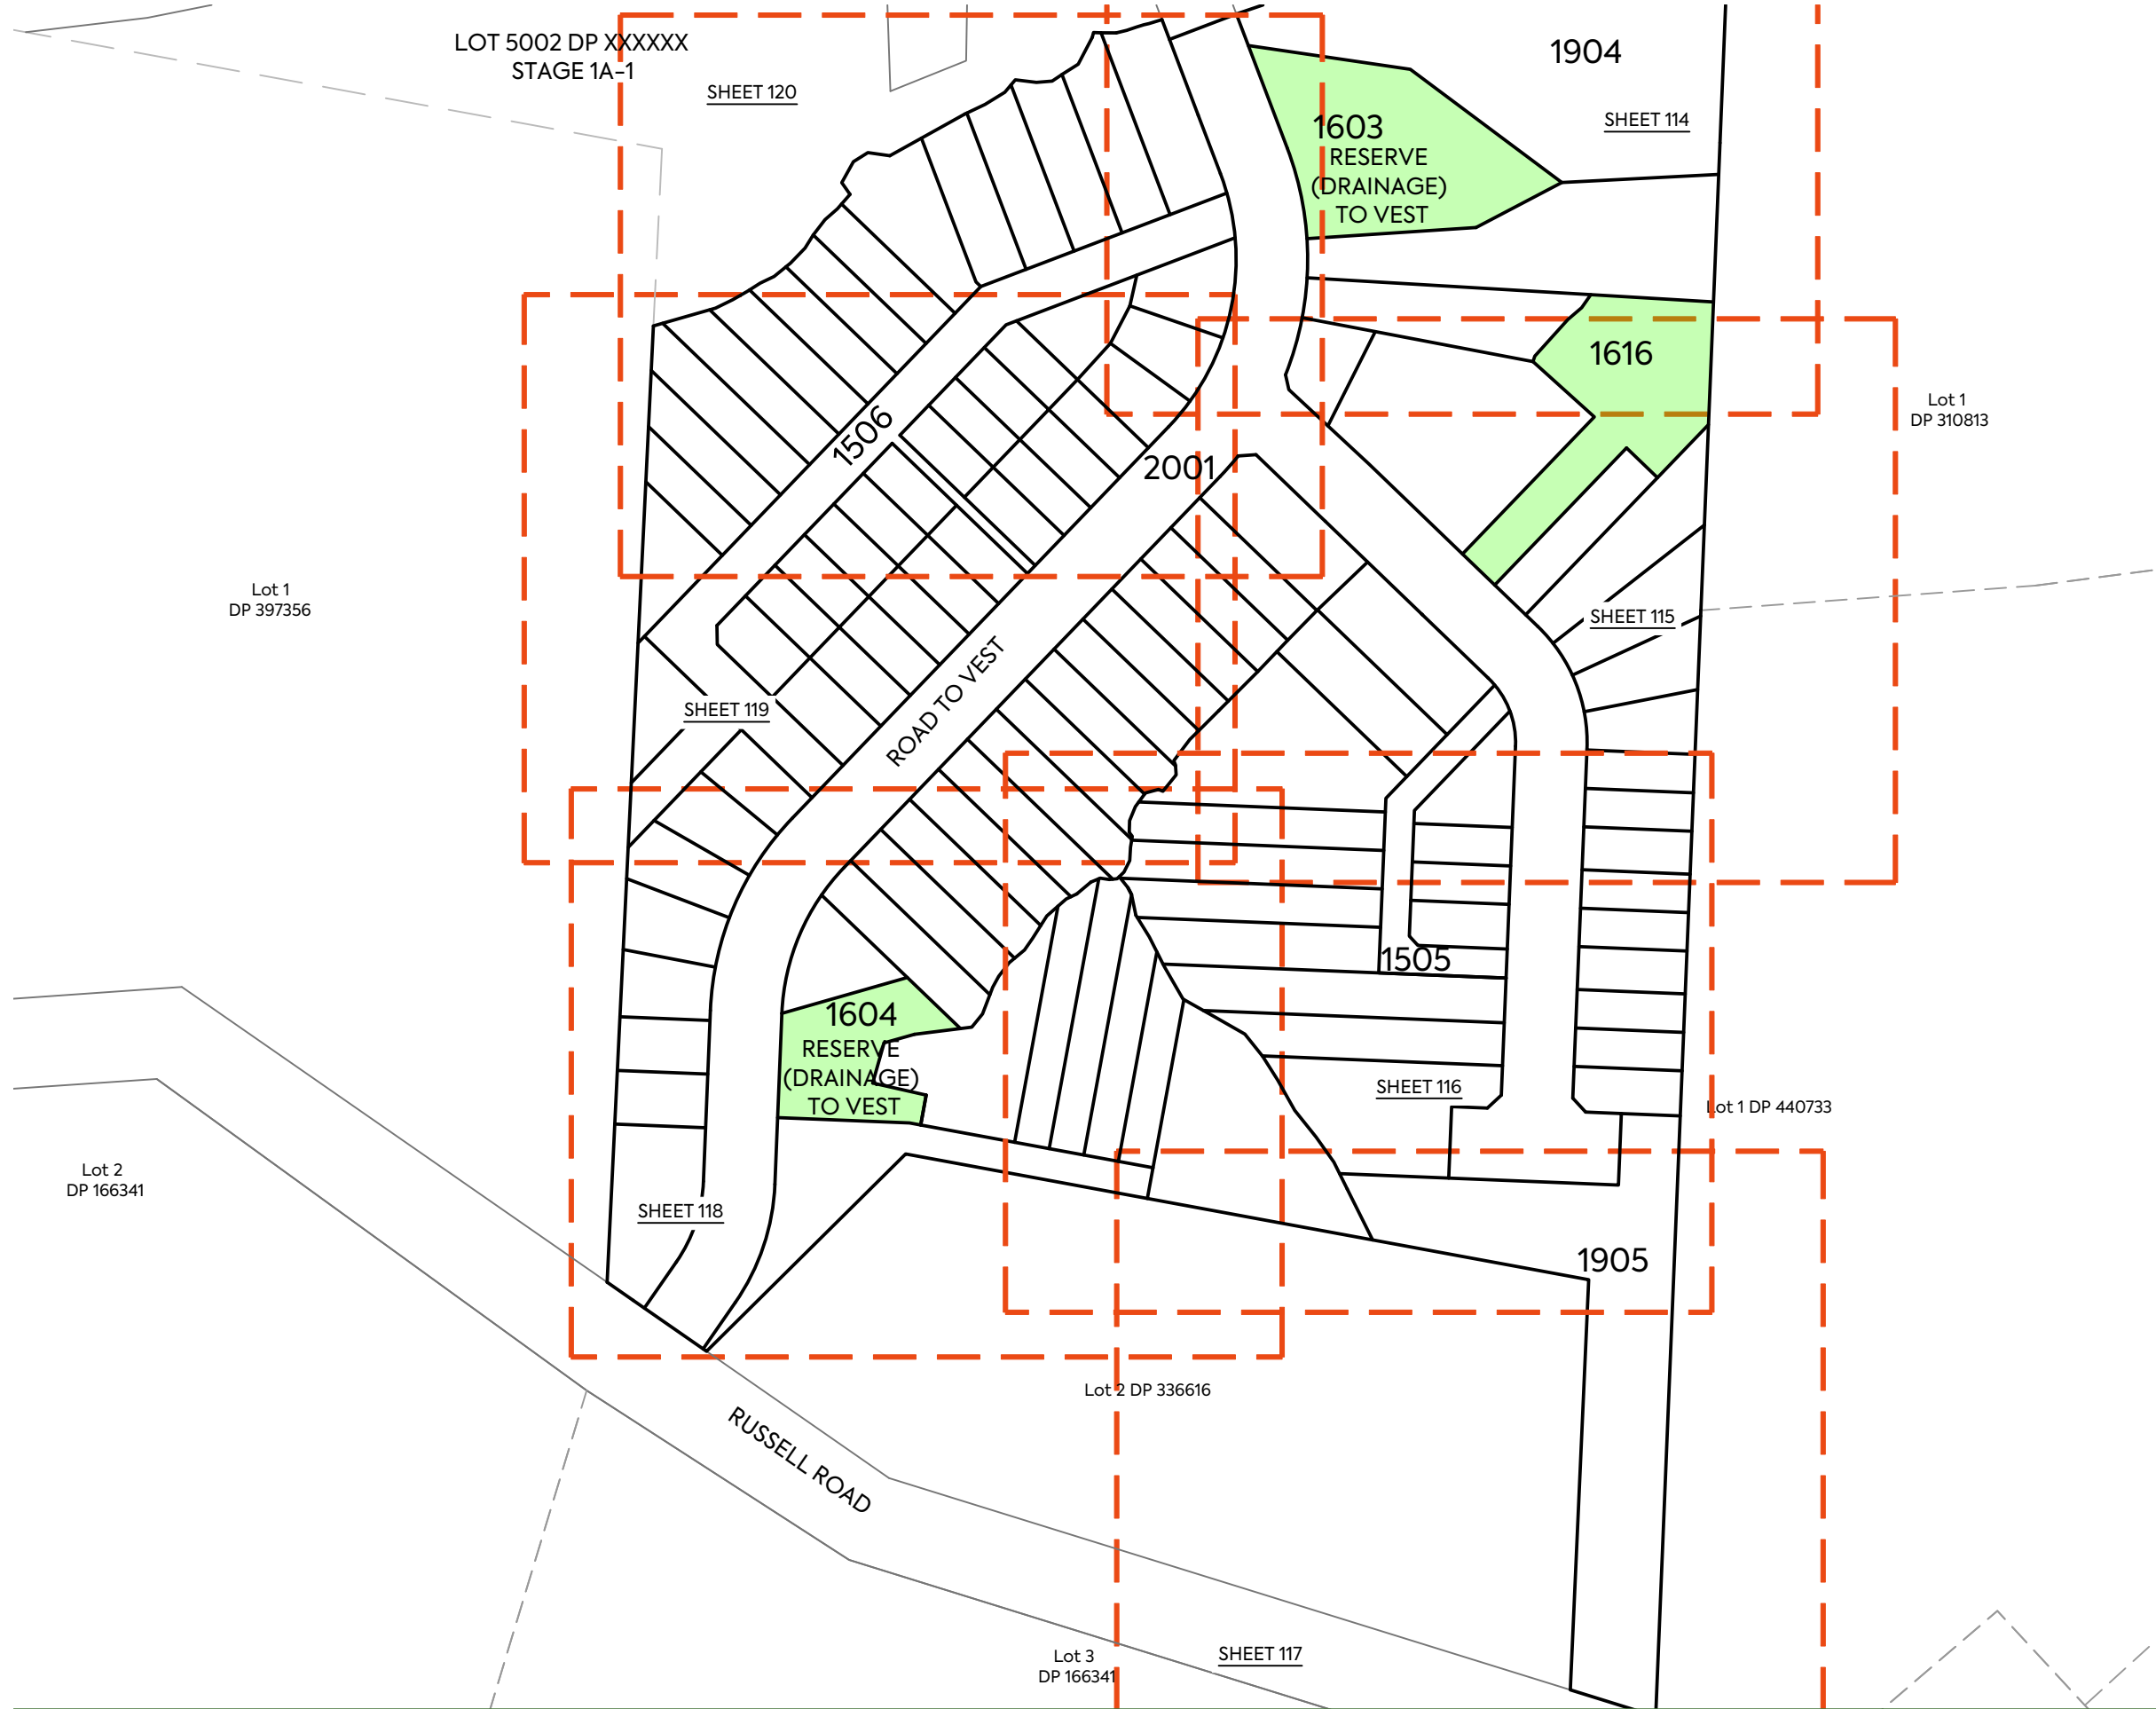 LOT 5002 DP XXXXXX
STAGE 1A-1
SHEET 120
1904
SHEET 114
1603
RESERVE
(DRAINAGE)
TO VEST
1616
Lot 1
DP 310813
1506
2001
Lot 1
DP 397356
SHEET 115
ROAD TO VEST
SHEET 119
1505
1604
RESERVE
(DRAINAGE)
TO VEST
SHEET 116
Lot 1 DP 440733
Lot 2
DP 166341
SHEET 118
1905
Lot 2 DP 336616
RUSSELL ROAD
SHEET 117
Lot 3
DP 166341